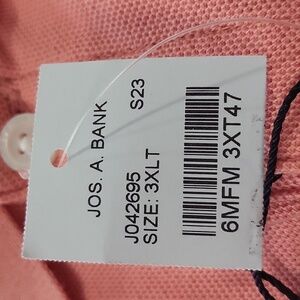 JOS. A. BANK
S23
J042695
SIZE: 3XLT
6MFM 3XT47